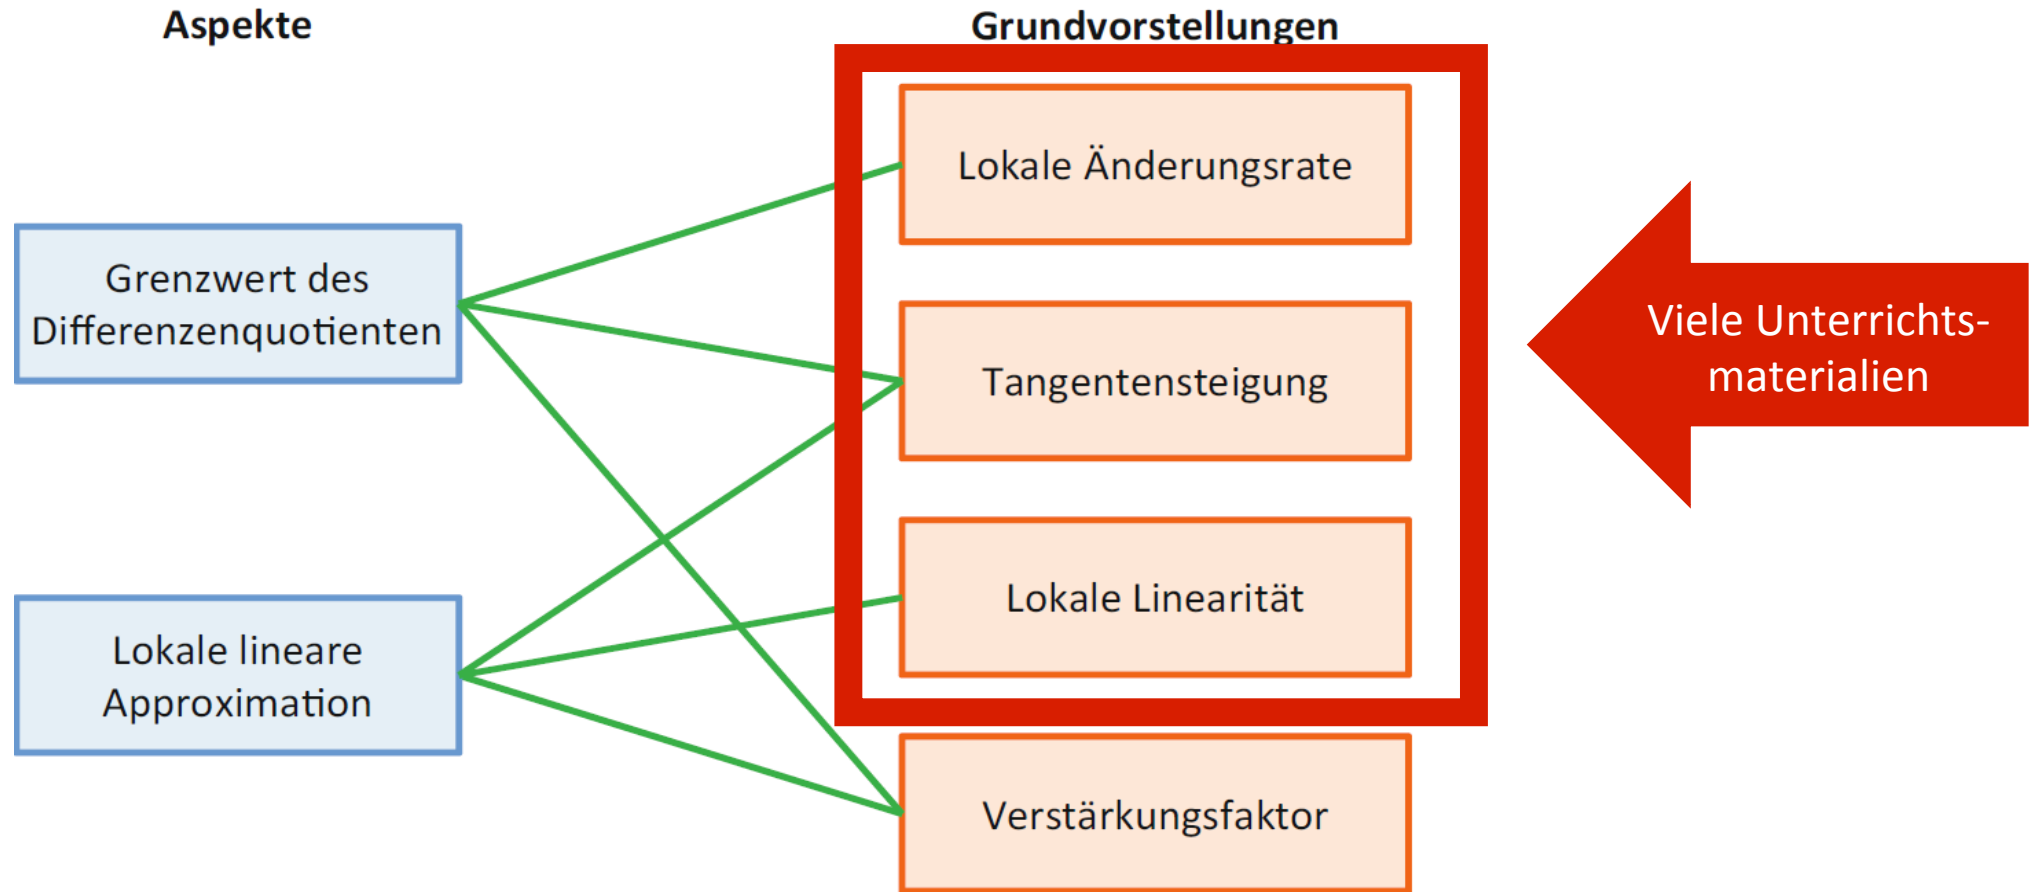 Aspekte
Grundvorstellungen
Lokale Änderungsrate
Grenzwert des
Differenzenquotienten
Tangentensteigung
Viele Unterrichts-
materialien
Lokale Linearität
Lokale lineare
Approximation
Verstärkungsfaktor